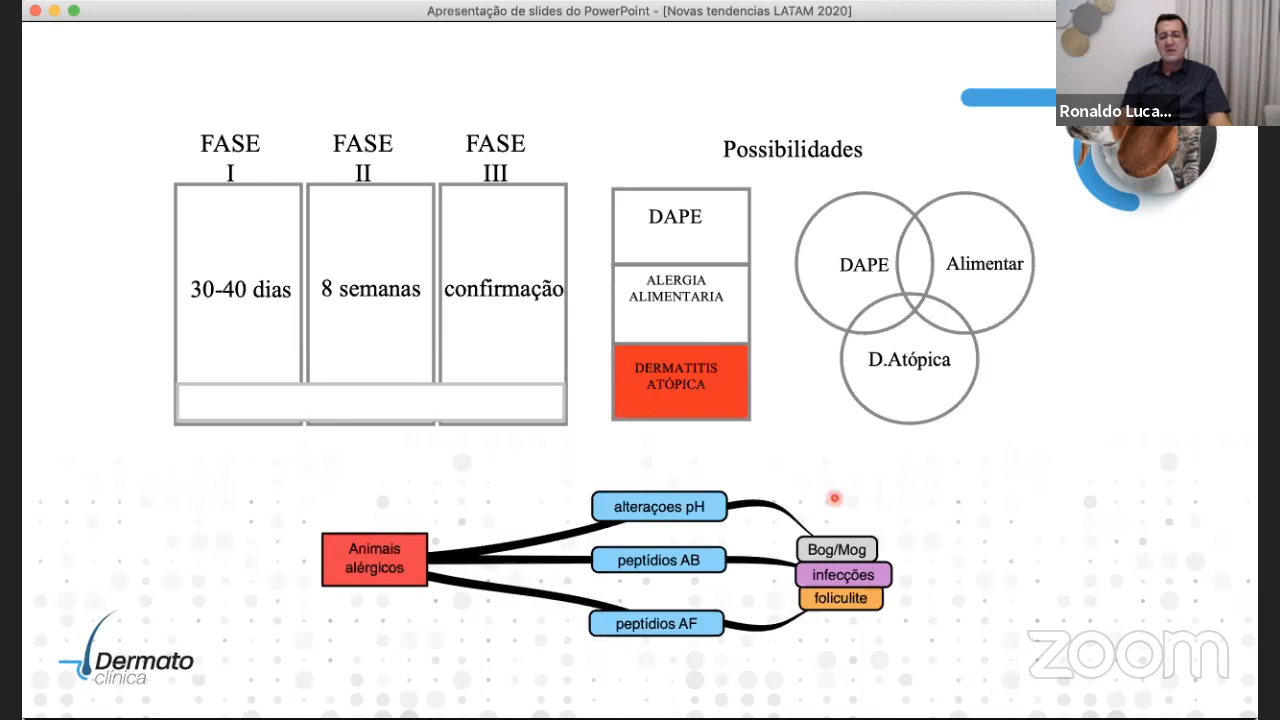 Apresentação de slides do PowerPoint - [Novas tendencias LATAM 2020]
Ronaldo Luca...
FASE
I
FASE
II
FASE
III
30-40 dias
8 semanas
confirmação
Possibilidades
DAPE
ALERGIA
ALIMENTARIA
DERMATITIS
ATÓPICA
DAPE
Alimentar
D.Atópica
Animais
alérgicos
alteraçoes pH
peptídios AB
peptídios AF
Bog/Mog
infecções
foliculite
Dermato
clínica
zoom